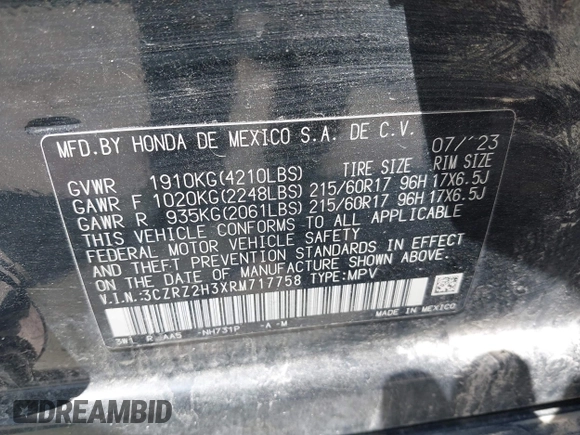 MFD.BY HONDA DE MEXICO S.A. DE C.V. 07/'23
GVWR 1910KG(4210LBS) TIRE SIZE RIM SIZE
GAWR F 1020KG(2248LBS) 215/60R17 96H 17X6.5J
GAWR R 935KG(2061LBS) 215/60R17 96H 17X6.5J
THIS VEHICLE CONFORMS TO ALL APPLICABLE
FEDERAL MOTOR VEHICLE SAFETY
AND THEFT PREVENTION STANDARDS IN EFFECT
ON THE DATE OF MANUFACTURE SHOWN ABOVE.
V.I.N.:3CZRZ2H3XRM717758 TYPE:MPV
3W1 R AA5 -NH731P -A-M MADE IN MEXICO
DREAMBID